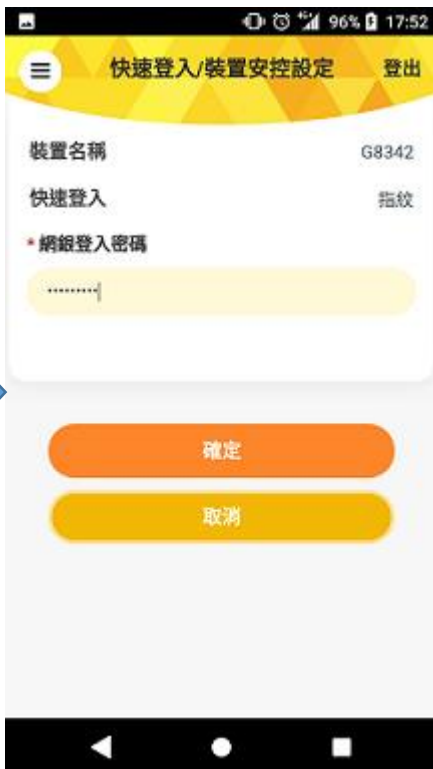 96% 17:52
快速登入/裝置安控設定 登出
裝置名稱 G8342
快速登入 指紋
*網銀登入密碼
•••••••••
確定
取消